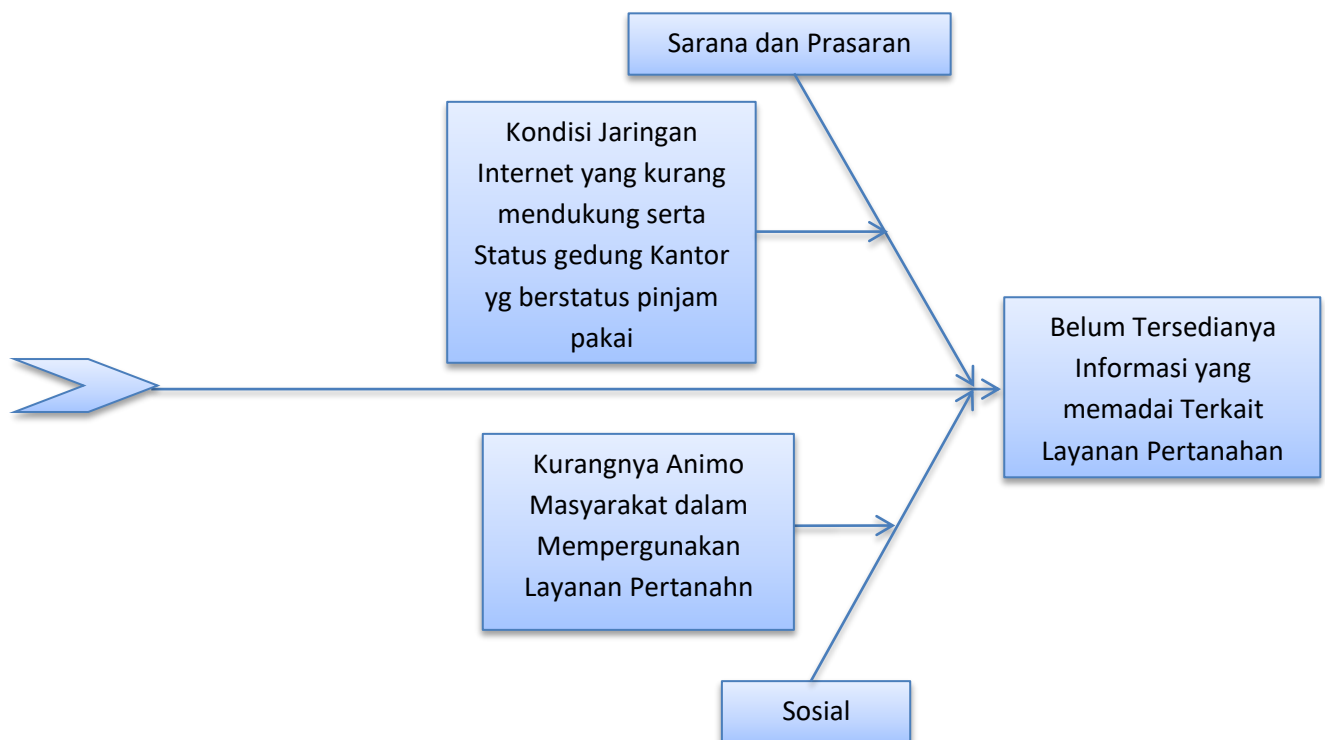 Sarana dan Prasaran
Kondisi Jaringan
Internet yang kurang
mendukung serta
Status gedung Kantor
yg berstatus pinjam
pakai
Belum Tersedianya
Informasi yang
memadai Terkait
Layanan Pertanahan
Kurangnya Animo
Masyarakat dalam
Mempergunakan
Layanan Pertanahn
Sosial